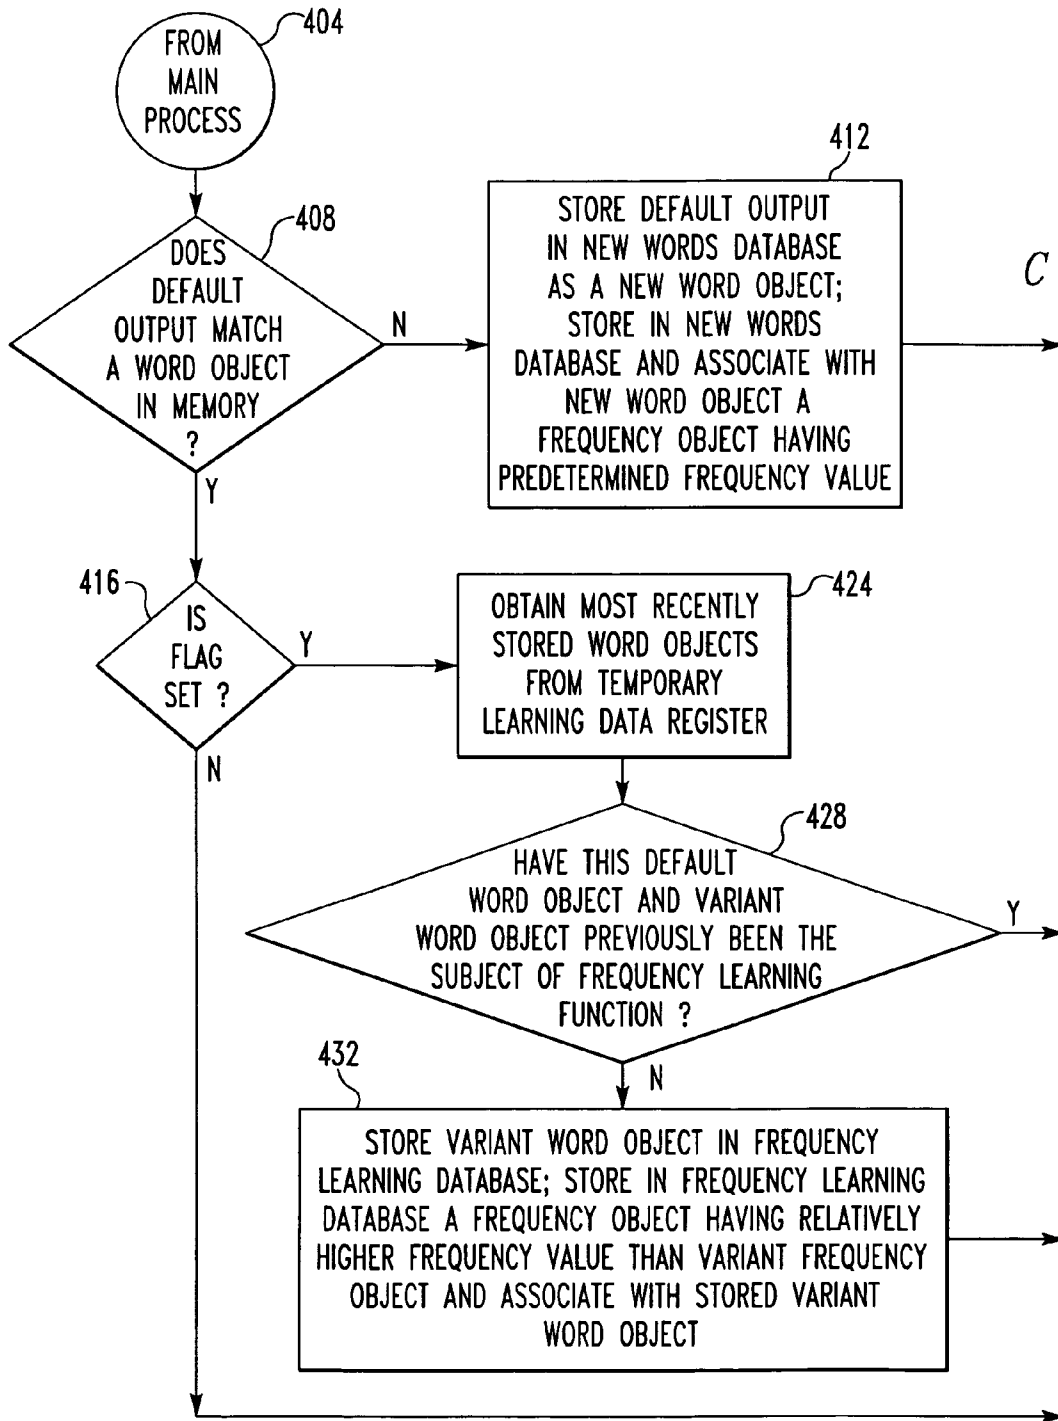 404
FROM
MAIN
PROCESS
408
DOES
DEFAULT
OUTPUT MATCH
A WORD OBJECT
IN MEMORY
?
N
Y
412
STORE DEFAULT OUTPUT
IN NEW WORDS DATABASE
AS A NEW WORD OBJECT;
STORE IN NEW WORDS
DATABASE AND ASSOCIATE WITH
NEW WORD OBJECT A
FREQUENCY OBJECT HAVING
PREDETERMINED FREQUENCY VALUE
C
416
IS
FLAG
SET ?
Y
N
424
OBTAIN MOST RECENTLY
STORED WORD OBJECTS
FROM TEMPORARY
LEARNING DATA REGISTER
428
HAVE THIS DEFAULT
WORD OBJECT AND VARIANT
WORD OBJECT PREVIOUSLY BEEN THE
SUBJECT OF FREQUENCY LEARNING
FUNCTION ?
Y
N
432
STORE VARIANT WORD OBJECT IN FREQUENCY
LEARNING DATABASE; STORE IN FREQUENCY LEARNING
DATABASE A FREQUENCY OBJECT HAVING RELATIVELY
HIGHER FREQUENCY VALUE THAN VARIANT FREQUENCY
OBJECT AND ASSOCIATE WITH STORED VARIANT
WORD OBJECT